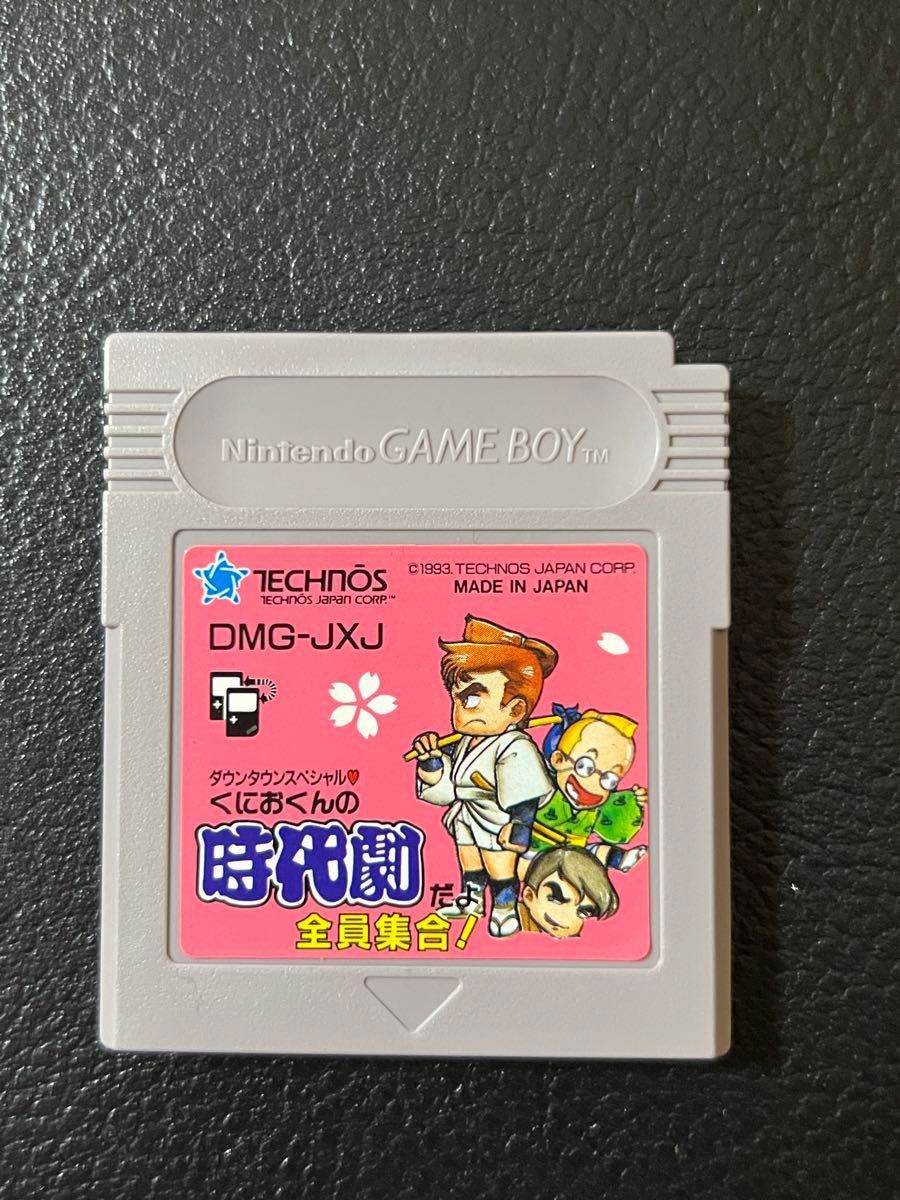 Nintendo GAME BOY™
TECHNŌS
TECHNŌS JAPAN CORP.™
©1993. TECHNOS JAPAN CORP.
MADE IN JAPAN
DMG-JXJ
ダウンタウンスペシャル♥
くにおくんの
時代劇だよ
全員集合!